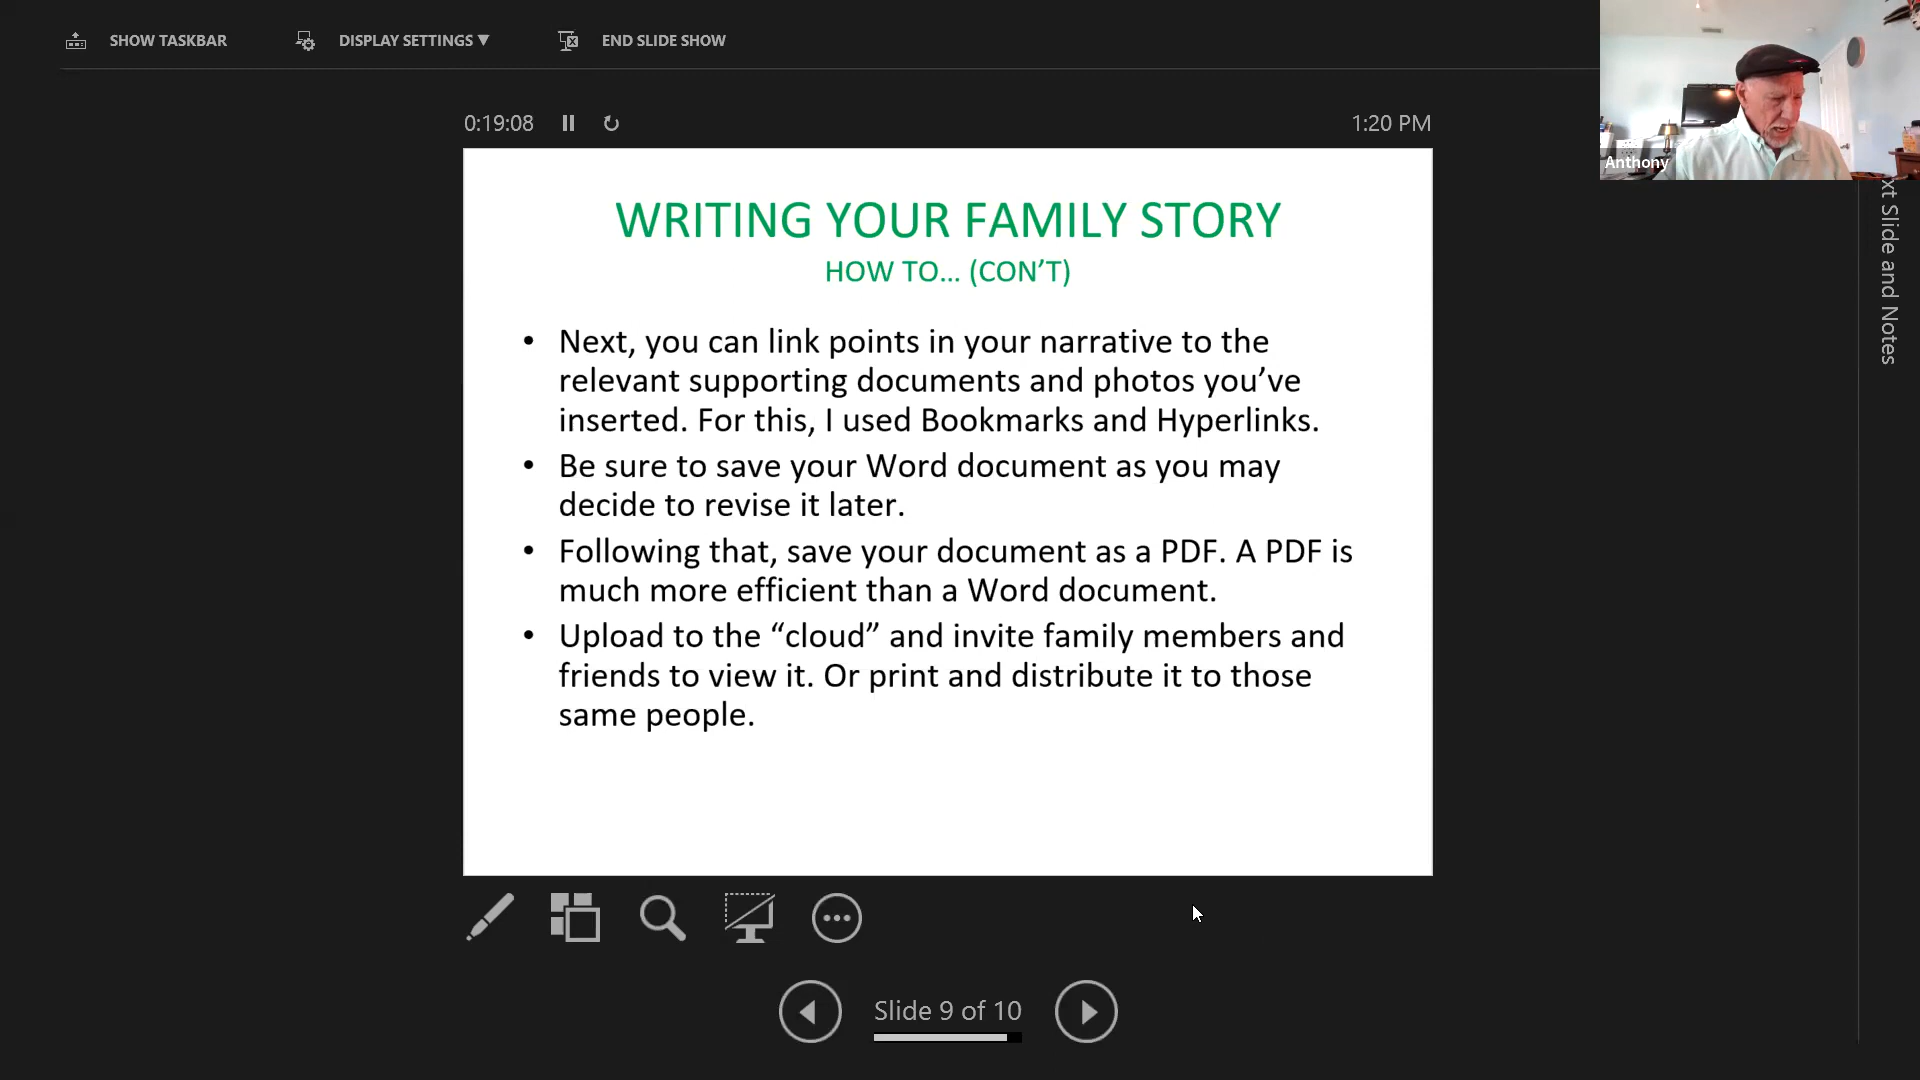 SHOW TASKBAR DISPLAY SETTINGS ▼ END SLIDE SHOW
Anthony
0:19:08 1:20 PM
xt Slide and Notes
WRITING YOUR FAMILY STORY
HOW TO... (CON’T)
• Next, you can link points in your narrative to the
relevant supporting documents and photos you’ve
inserted. For this, I used Bookmarks and Hyperlinks.
• Be sure to save your Word document as you may
decide to revise it later.
• Following that, save your document as a PDF. A PDF is
much more efficient than a Word document.
• Upload to the “cloud” and invite family members and
friends to view it. Or print and distribute it to those
same people.
Slide 9 of 10